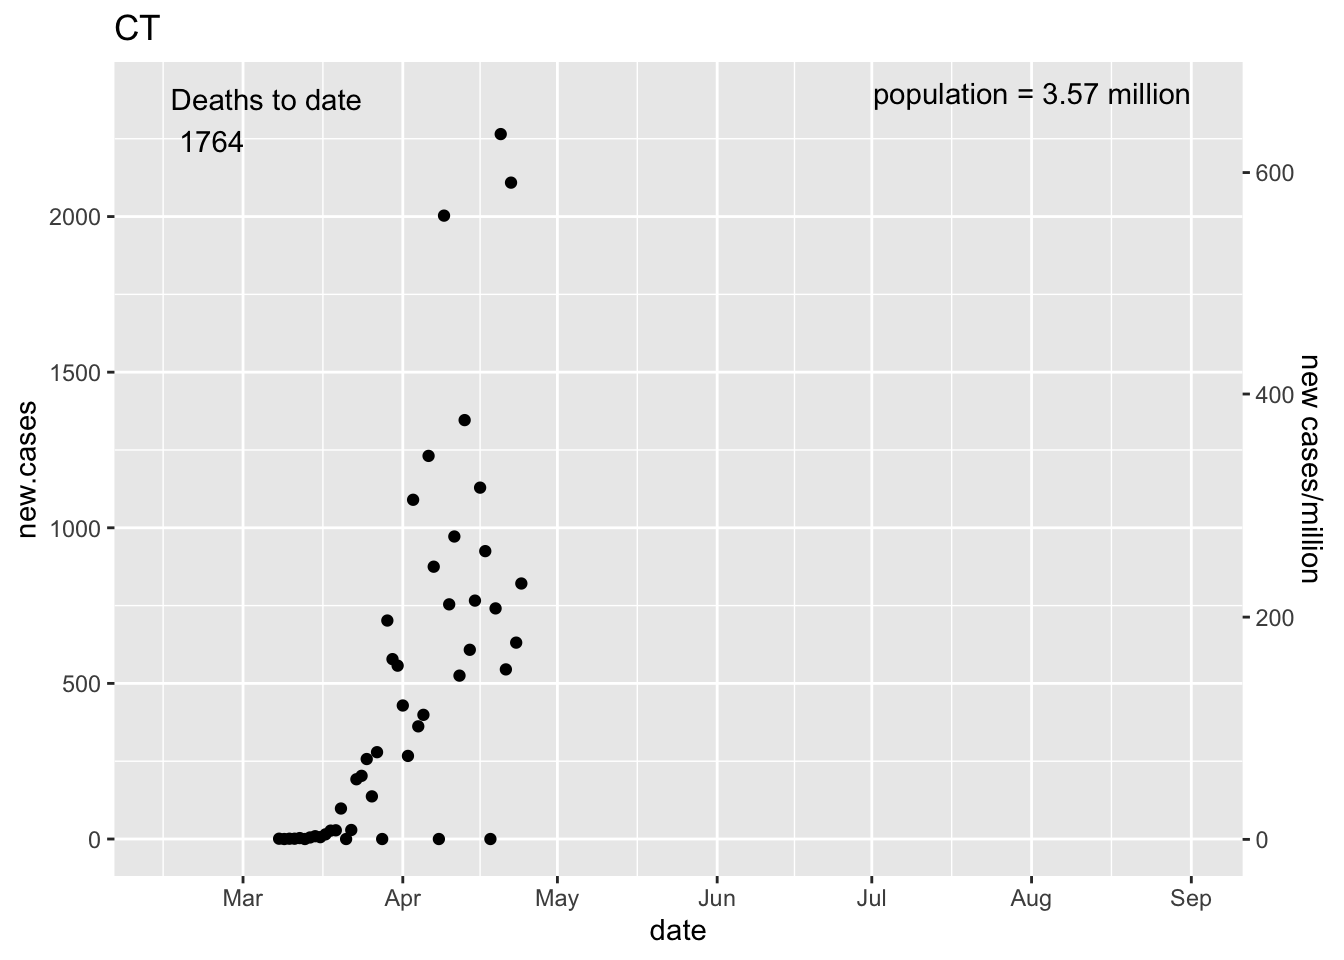 CT
Deaths to date
1764
population = 3.57 million
2000
1500
1000
500
0
new.cases
600
400
200
0
new cases/million
Mar
Apr
May
Jun
Jul
Aug
Sep
date